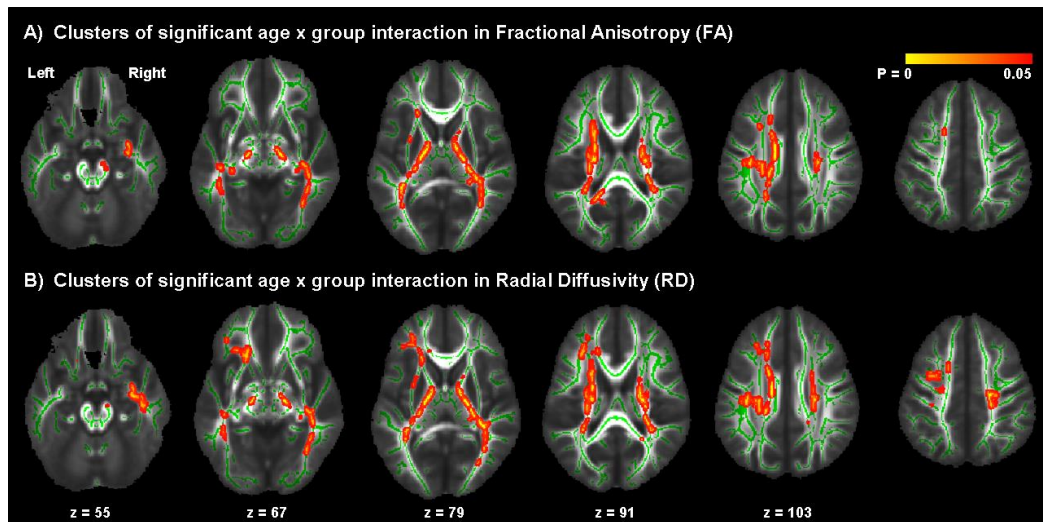 A) Clusters of significant age x group interaction in Fractional Anisotropy (FA)
Left Right
P = 0 0.05
B) Clusters of significant age x group interaction in Radial Diffusivity (RD)
z = 55 z = 67 z = 79 z = 91 z = 103